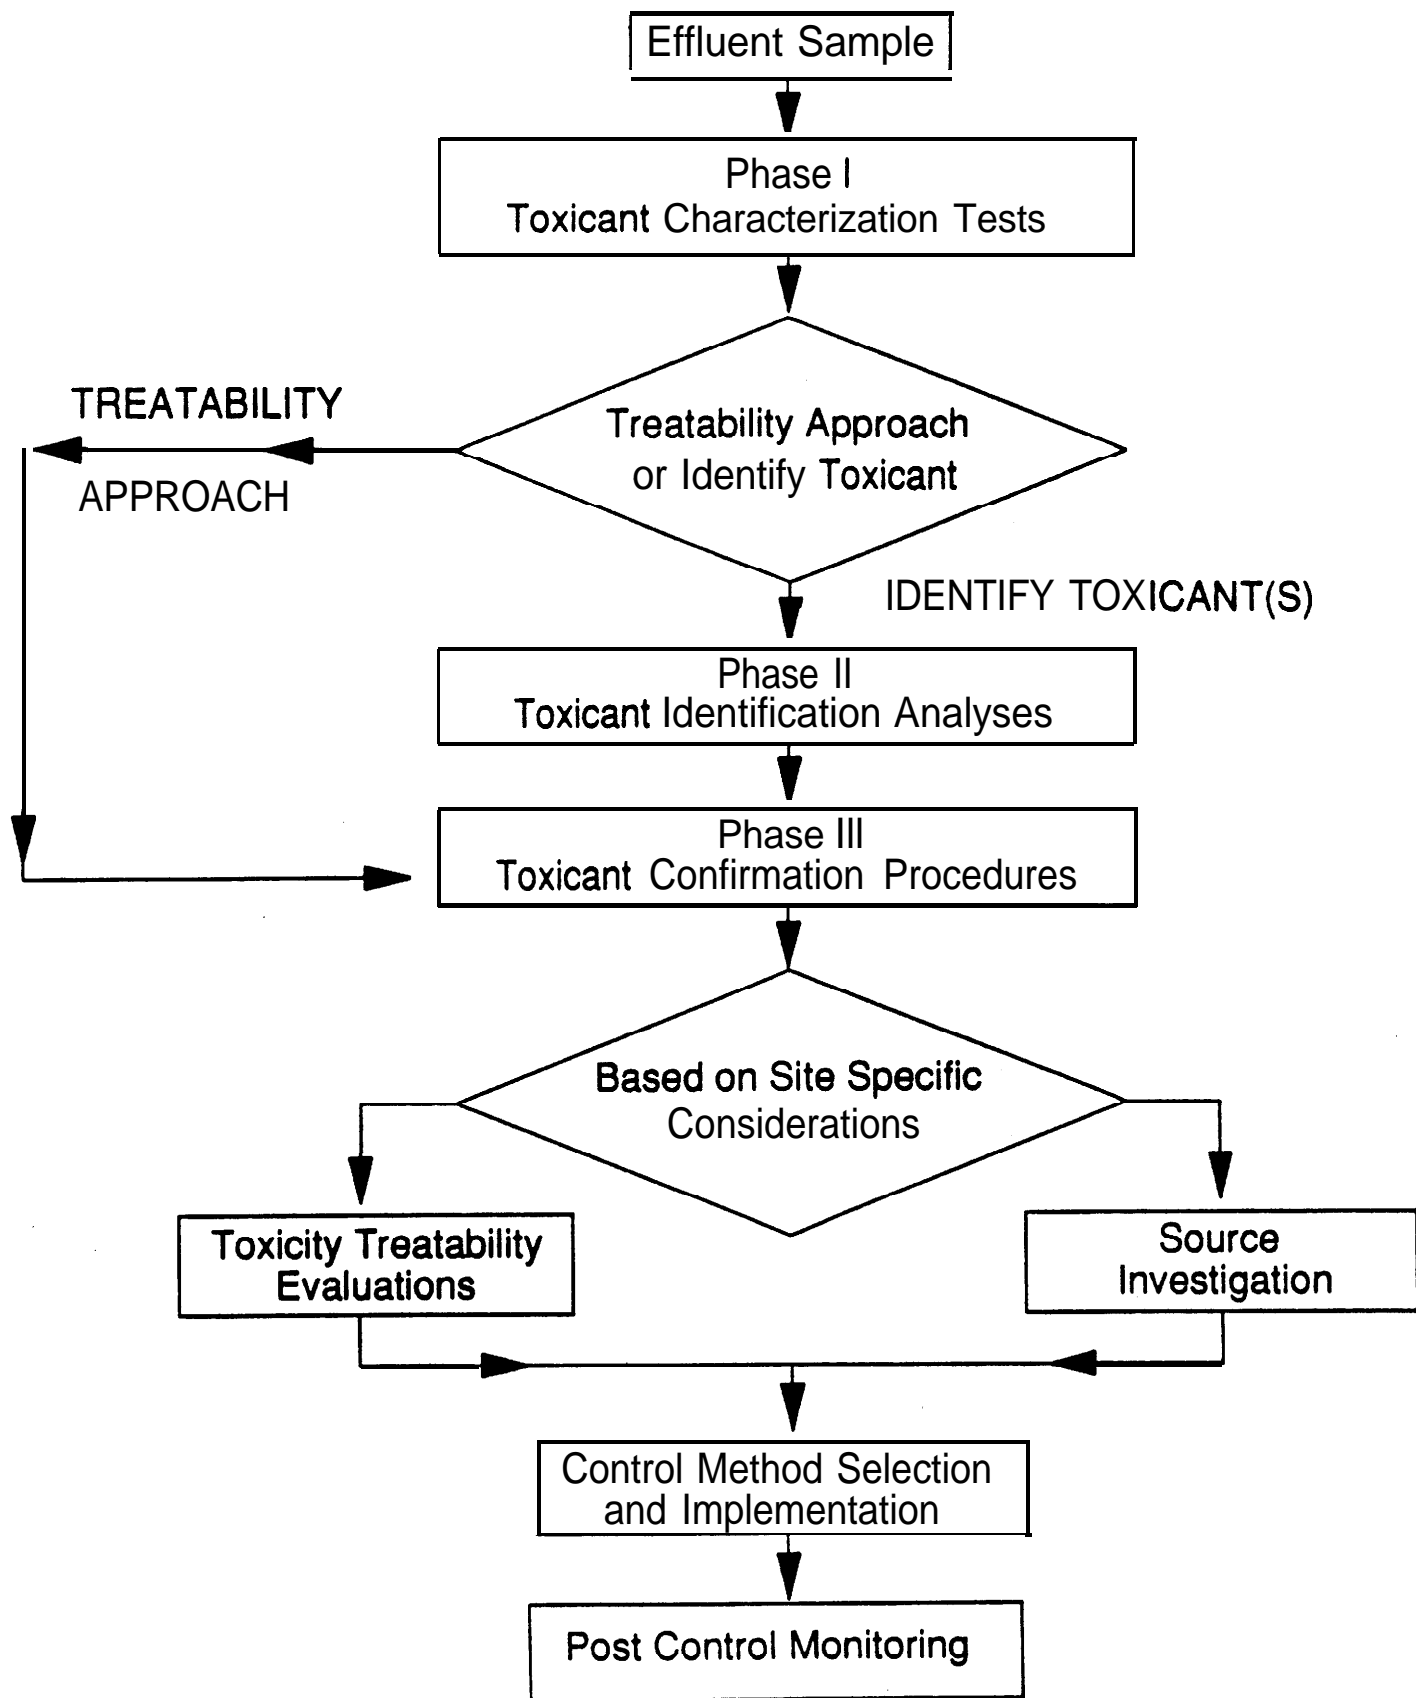 Effluent Sample
Phase I
Toxicant Characterization Tests
TREATABILITY
APPROACH
Treatability Approach
or Identify Toxicant
IDENTIFY TOXICANT(S)
Phase II
Toxicant Identification Analyses
Phase III
Toxicant Confirmation Procedures
Based on Site Specific
Considerations
Toxicity Treatability
Evaluations
Source
Investigation
Control Method Selection
and Implementation
Post Control Monitoring